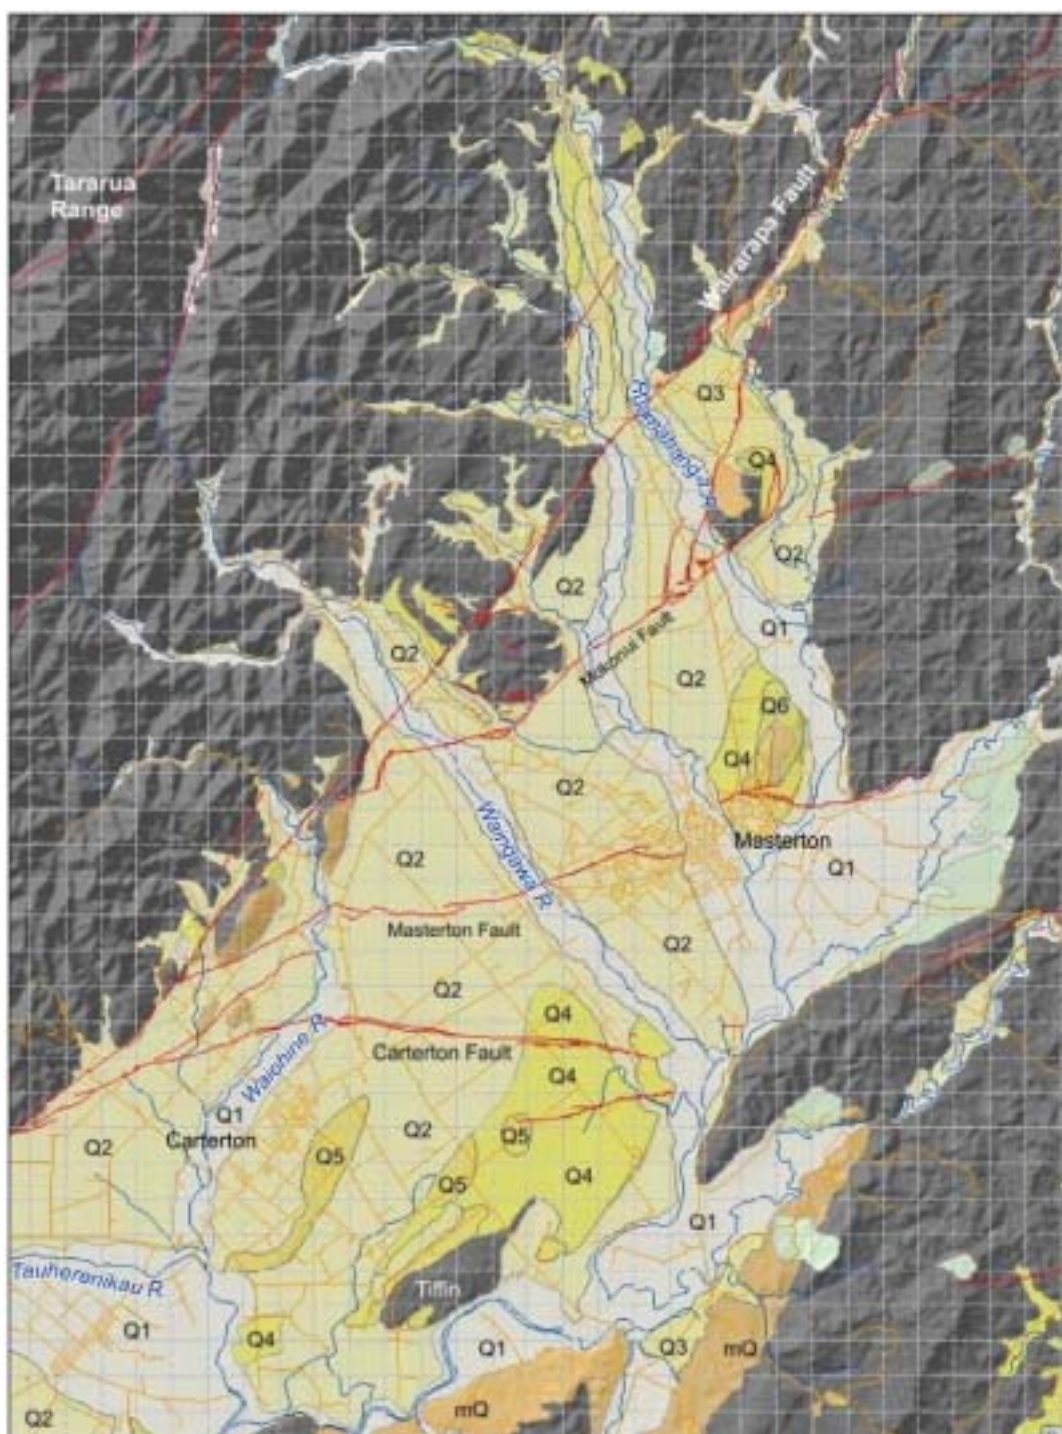 Tararua
Range
Wairarapa Fault
Q3
Ruamahanga R
Q4
Q2
Q2
Q1
Mokonui Fault
Q2
Q2
Q6
Q4
Q2
Waingawa R
Masterton
Q2
Q1
Masterton Fault
Q2
Q2
Q4
Waiohine R
Carterton Fault
Q4
Q1
Carterton
Q2
Q2
Q5
Q5
Q5
Q4
Q1
Tauherenikau R
Tiffin
Q1
Q4
Q1
Q3
mQ
mQ
Q2